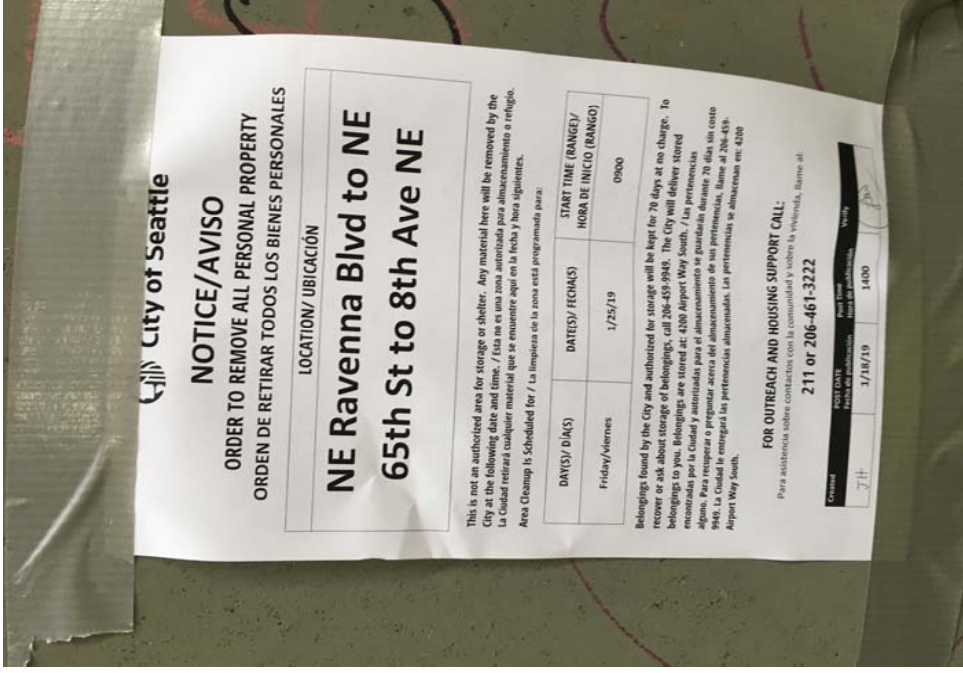 City of Seattle
NOTICE/AVISO
ORDER TO REMOVE ALL PERSONAL PROPERTY
ORDEN DE RETIRAR TODOS LOS BIENES PERSONALES
LOCATION/ UBICACIÓN
NE Ravenna Blvd to NE
65th St to 8th Ave NE
This is not an authorized area for storage or shelter. Any material here will be removed by the
City at the following date and time. / Esta no es una zona autorizada para almacenamiento o refugio.
La Ciudad retirará cualquier material que se encuentre aquí en la fecha y hora siguientes.
Area Cleanup Is Scheduled for / La limpieza de la zona está programada para:
DAY(S)/ DÍA(S) DATE(S)/ FECHA(S) START TIME (RANGE)/
HORA DE INICIO (RANGO)
Friday/viernes 1/25/19 0900
Belongings found by the City and authorized for storage will be kept for 70 days at no charge. To
recover or ask about storage of belongings, call 206-459-9949. The City will deliver stored
belongings to you. Belongings are stored at: 4200 Airport Way South. / Las pertenencias
encontradas por la Ciudad y autorizadas para el almacenamiento se guardarán durante 70 días sin costo
alguno. Para recuperar o preguntar acerca del almacenamiento de sus pertenencias, llame al 206-459-
9949. La Ciudad le entregará las pertenencias almacenadas. Las pertenencias se almacenan en: 4200
Airport Way South.
FOR OUTREACH AND HOUSING SUPPORT CALL:
Para asistencia sobre contactos con la comunidad y sobre la vivienda, llame al:
211 or 206-461-3222
Created POST DATE Post Time Verify
Fecha de publicación Hora de publicación
JH 1/18/19 1400